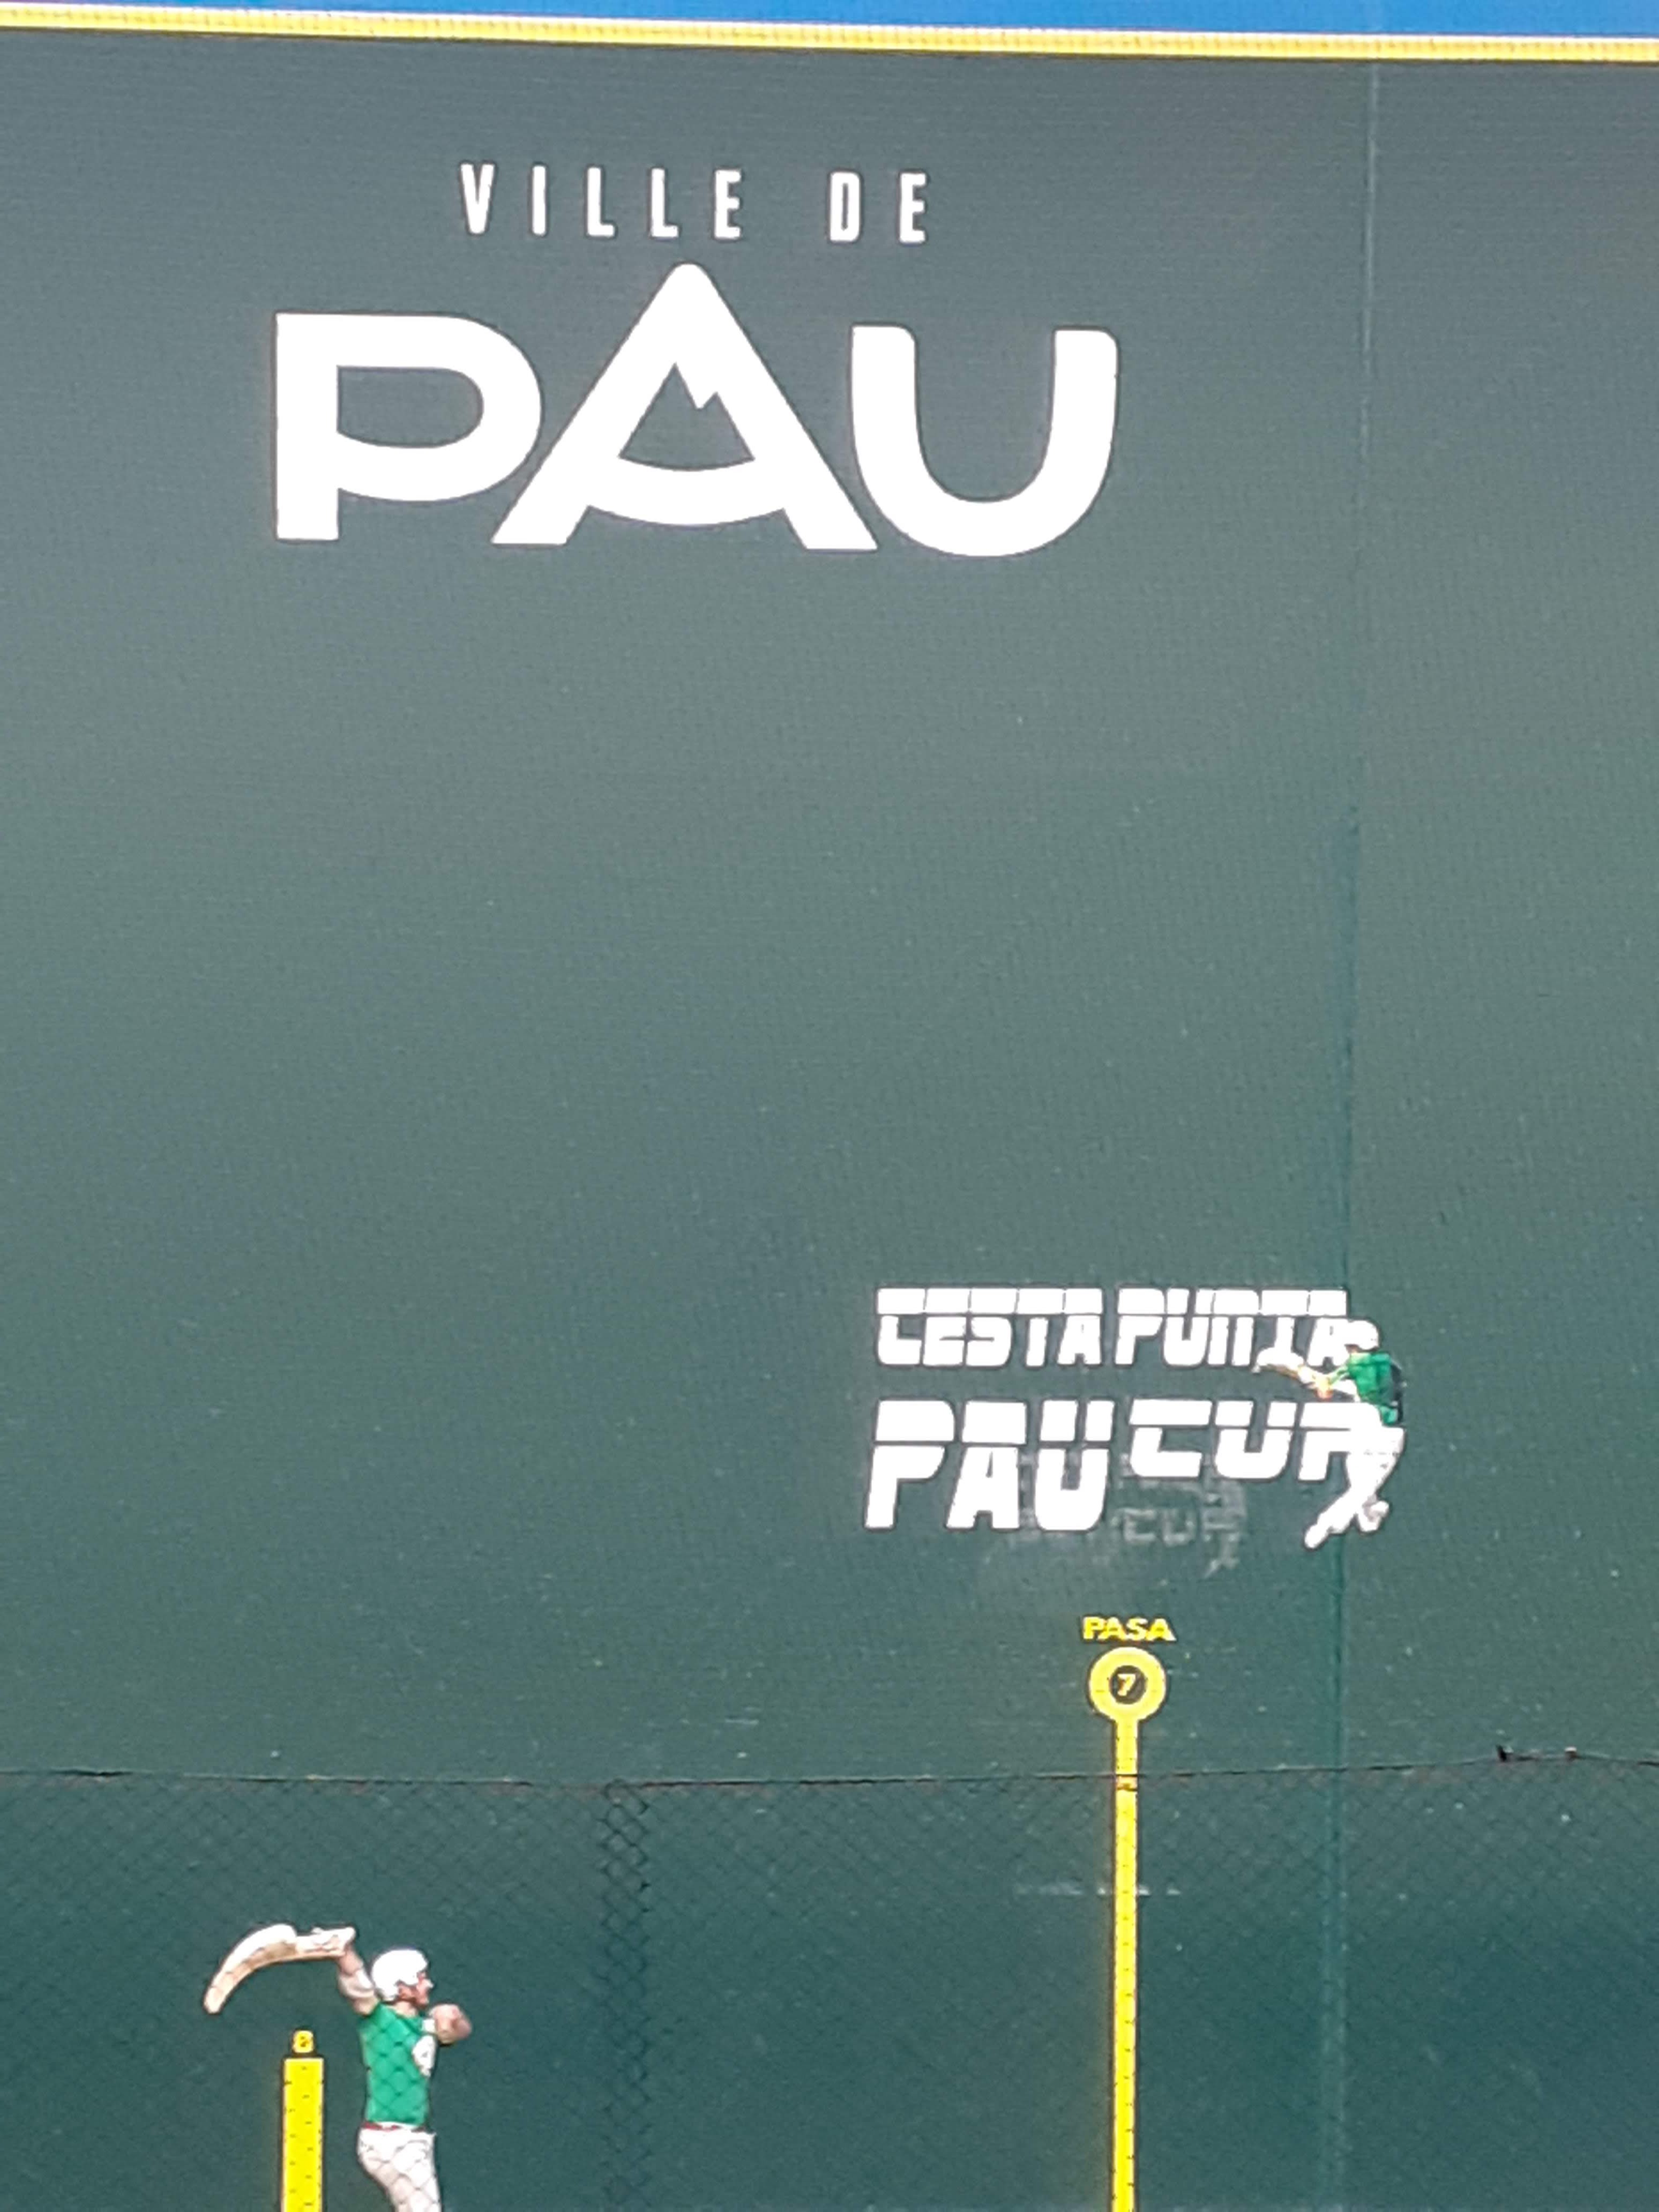 VILLE DE
PAU
CESTA PUNTA
PAU CUP
PASA
7
8